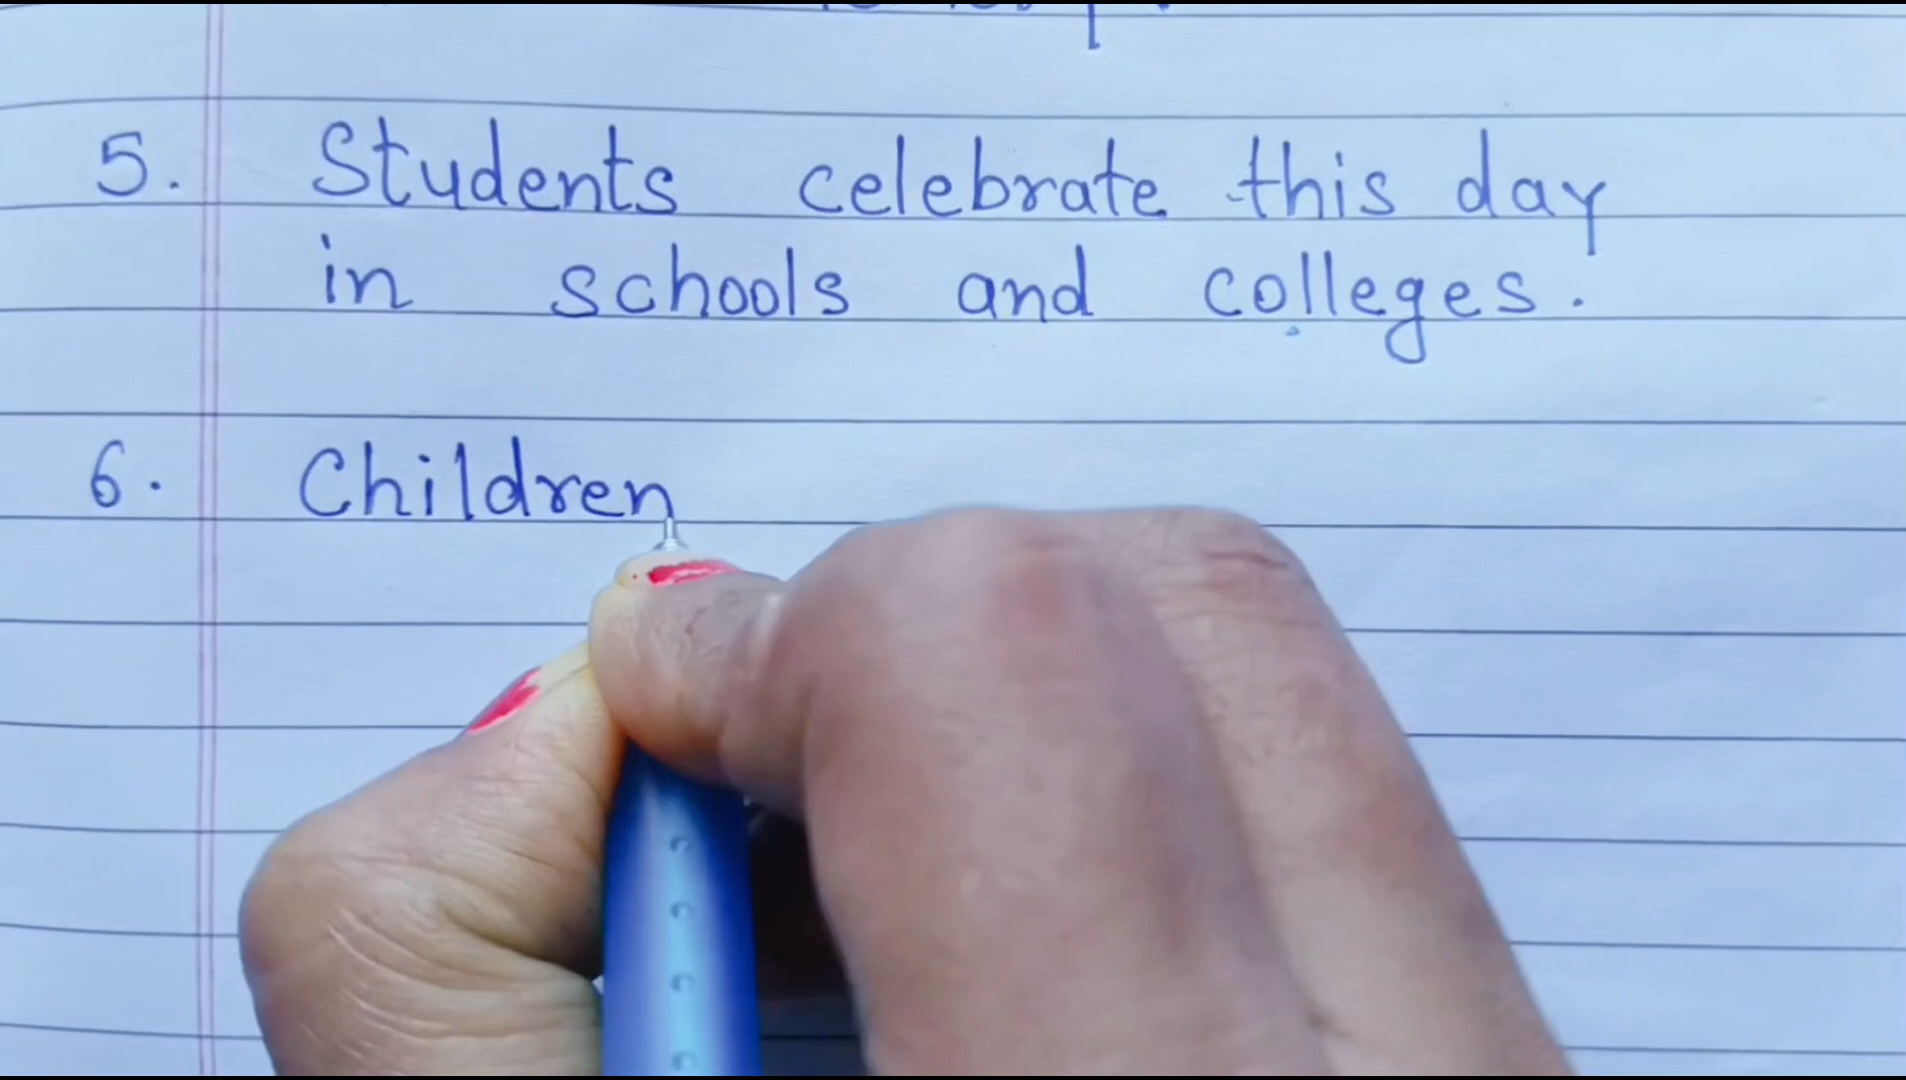 5. Students celebrate this day
in schools and colleges.
6. Children